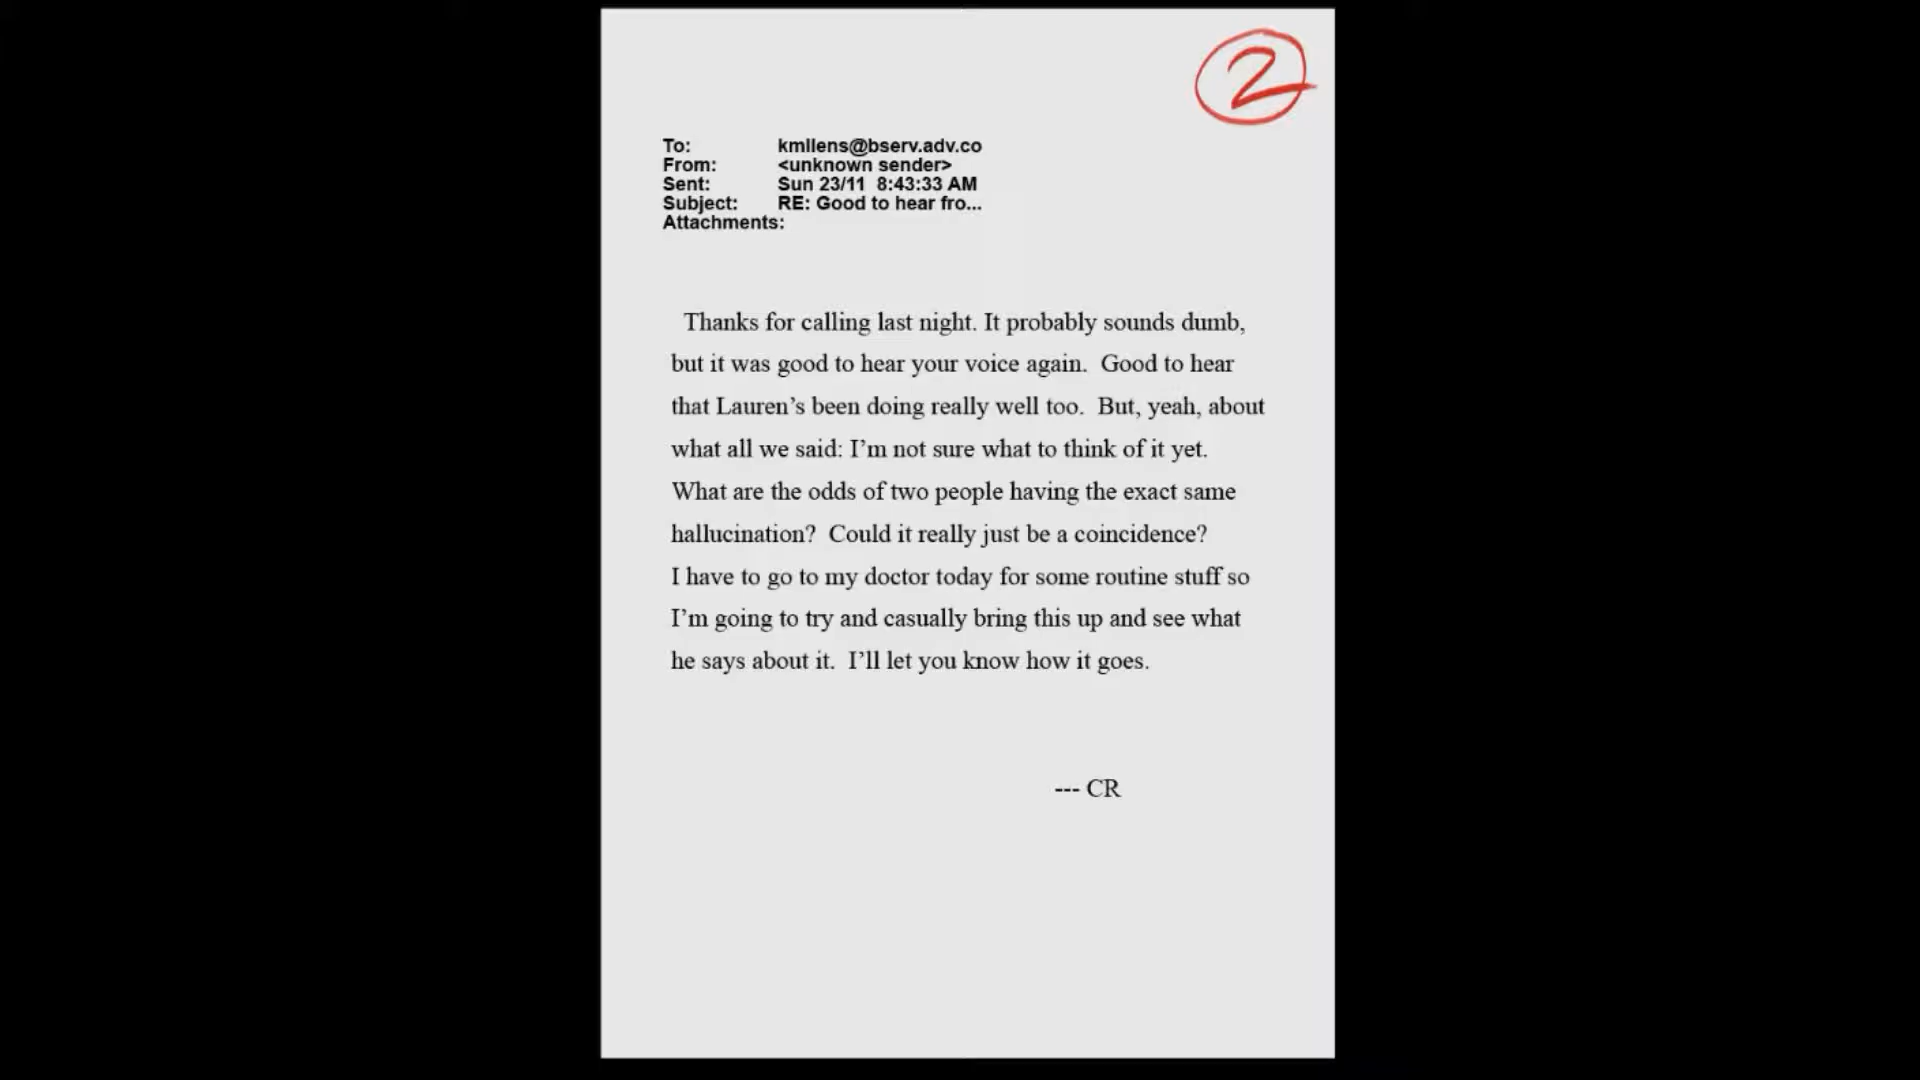 2
To: kmllens@bserv.adv.co
From: <unknown sender>
Sent: Sun 23/11 8:43:33 AM
Subject: RE: Good to hear fro...
Attachments:
Thanks for calling last night. It probably sounds dumb,
but it was good to hear your voice again. Good to hear
that Lauren’s been doing really well too. But, yeah, about
what all we said: I’m not sure what to think of it yet.
What are the odds of two people having the exact same
hallucination? Could it really just be a coincidence?
I have to go to my doctor today for some routine stuff so
I’m going to try and casually bring this up and see what
he says about it. I’ll let you know how it goes.
--- CR